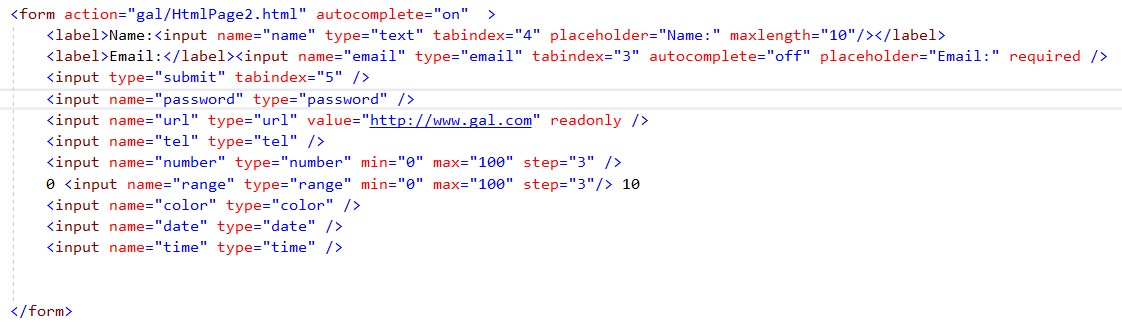 <form action="gal/HtmlPage2.html" autocomplete="on"  >
<label>Name:<input name="name" type="text" tabindex="4" placeholder="Name:" maxlength="10"/></label>
<label>Email:</label><input name="email" type="email" tabindex="3" autocomplete="off" placeholder="Email:" required />
<input type="submit" tabindex="5" />
<input name="password" type="password" />
<input name="url" type="url" value="http://www.gal.com" readonly />
<input name="tel" type="tel" />
<input name="number" type="number" min="0" max="100" step="3" />
0 <input name="range" type="range" min="0" max="100" step="3"/> 10
<input name="color" type="color" />
<input name="date" type="date" />
<input name="time" type="time" />
</form>